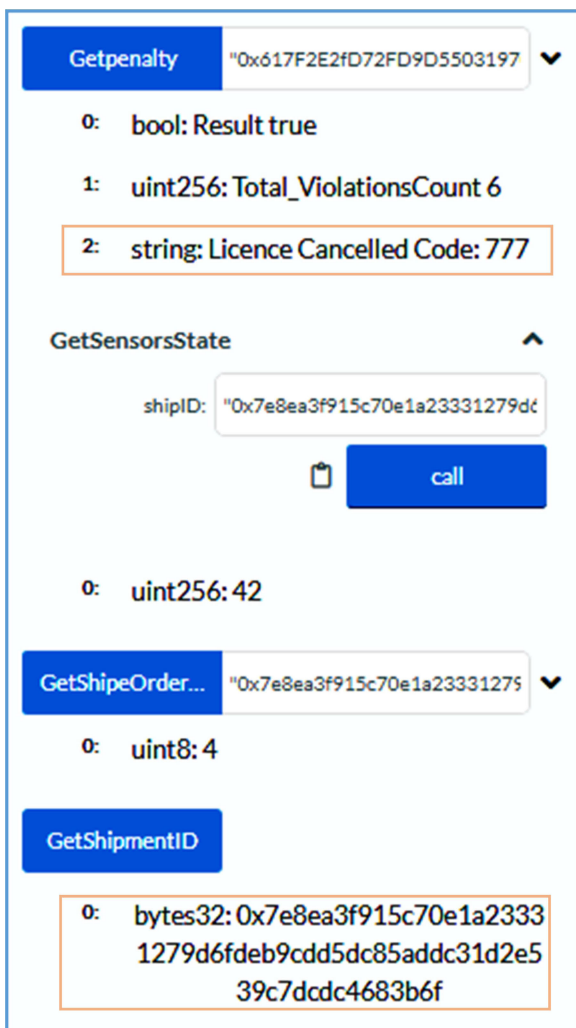 Getpenalty "0x617F2E2fD72FD9D5503197
0: bool: Result true
1: uint256: Total_ViolationsCount 6
2: string: Licence Cancelled Code: 777
GetSensorsState
shipID: "0x7e8ea3f915c70e1a23331279d6
call
0: uint256: 42
GetShipeOrder... "0x7e8ea3f915c70e1a23331279
0: uint8: 4
GetShipmentID
0: bytes32: 0x7e8ea3f915c70e1a2333
1279d6fdeb9cdd5dc85addc31d2e5
39c7dcdc4683b6f